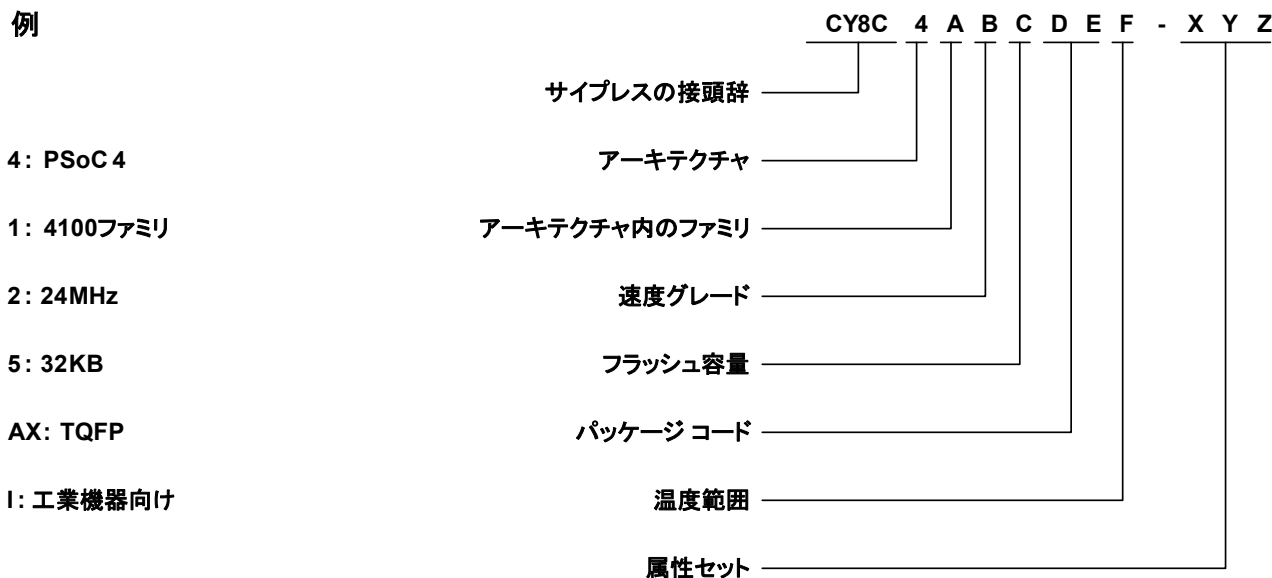 例 CY8C 4 A B C D E F - X Y Z
サイプレスの接頭辞
4: PSoC 4 アーキテクチャ
1: 4100ファミリ アーキテクチャ内のファミリ
2: 24MHz 速度グレード
5: 32KB フラッシュ容量
AX: TQFP パッケージ コード
I: 工業機器向け 温度範囲
属性セット